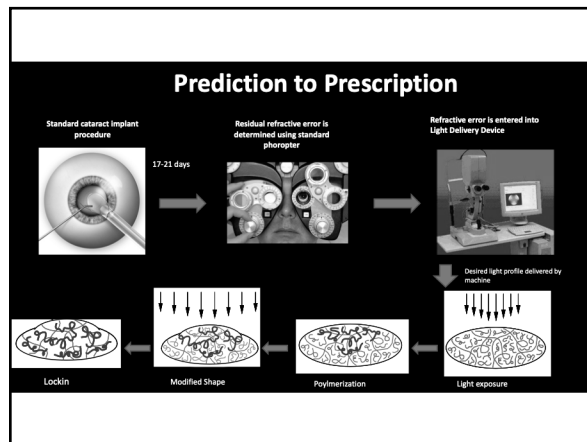 Prediction to Prescription
Standard cataract implant
procedure
17-21 days
Residual refractive error is
determined using standard
phoropter
Refractive error is entered into
Light Delivery Device
Desired light profile delivered by
machine
Light exposure
Poylmerization
Modified Shape
Lockin